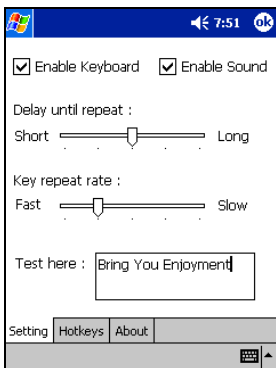 7:51 ok
Enable Keyboard Enable Sound
Delay until repeat :
Short Long
Key repeat rate :
Fast Slow
Test here : Bring You Enjoyment
Setting Hotkeys About